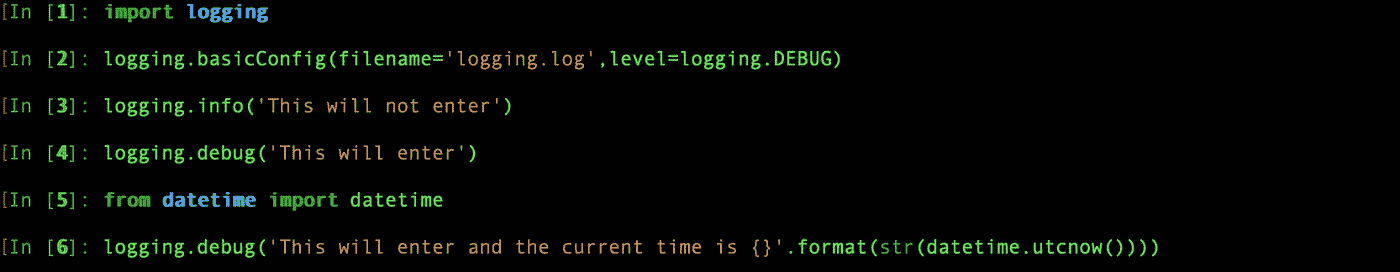 [In [1]: import logging
[In [2]: logging.basicConfig(filename='logging.log',level=logging.DEBUG)
[In [3]: logging.info('This will not enter')
[In [4]: logging.debug('This will enter')
[In [5]: from datetime import datetime
[In [6]: logging.debug('This will enter and the current time is {}'.format(str(datetime.utcnow())))